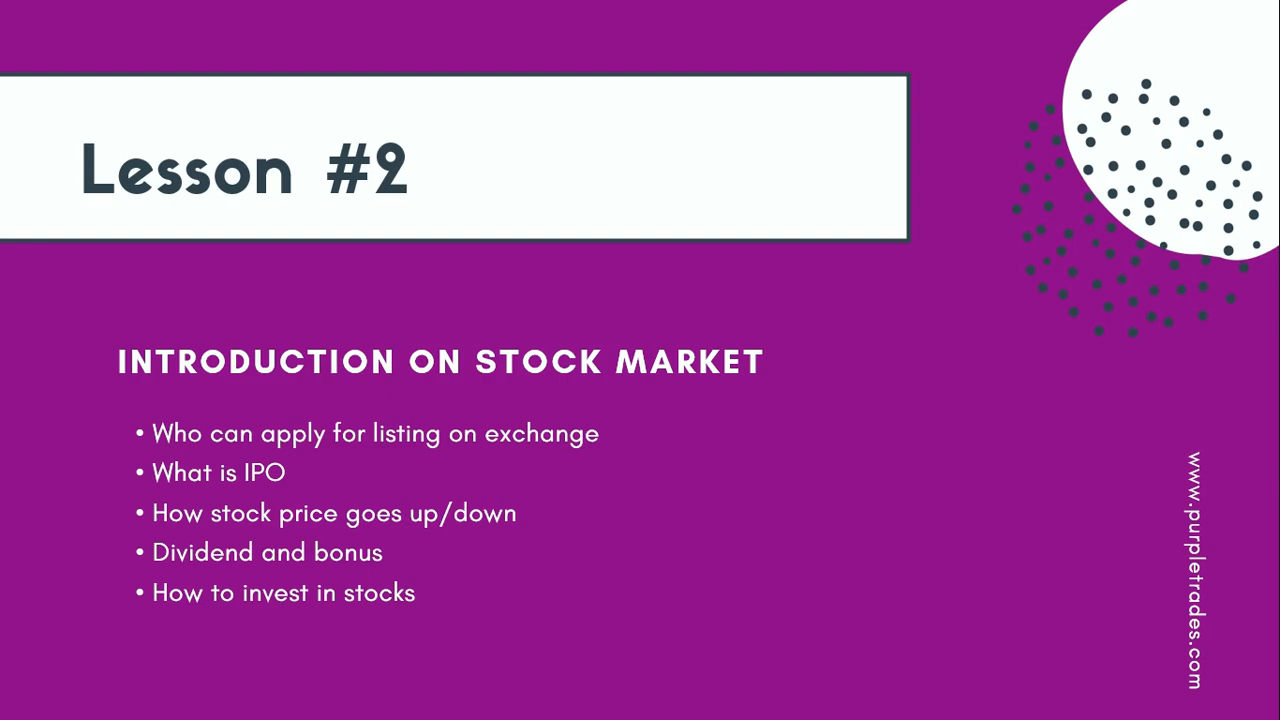 Lesson #2
INTRODUCTION ON STOCK MARKET
• Who can apply for listing on exchange
• What is IPO
• How stock price goes up/down
• Dividend and bonus
• How to invest in stocks
www.purpletrades.com